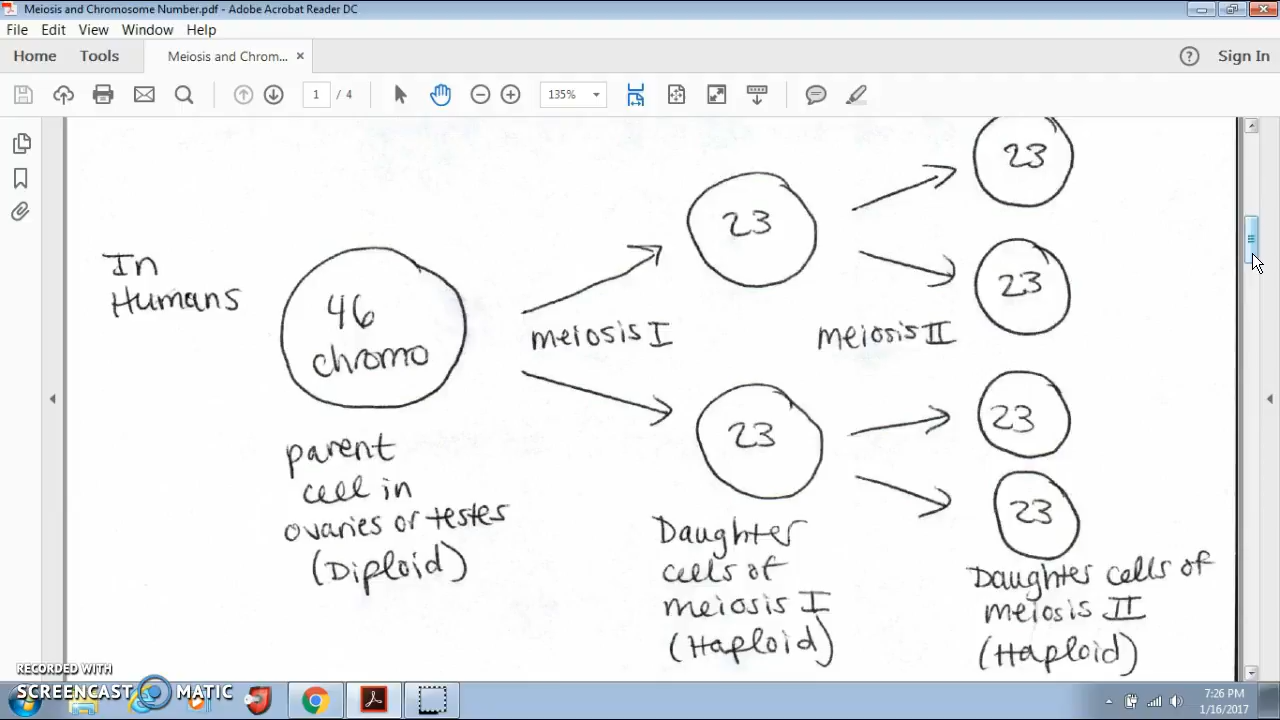 Meiosis and Chromosome Number.pdf - Adobe Acrobat Reader DC
File Edit View Window Help
Home Tools Meiosis and Chrom... × ? Sign In
1 / 4 135%
In
Humans
46
chromo
parent
cell in
ovaries or testes
(Diploid)
meiosis I
23
23
Daughter
cells of
meiosis I
(Haploid)
meiosis II
23
23
23
23
Daughter cells of
meiosis II
(Haploid)
RECORDED WITH
SCREENCAST MATIC
7:26 PM
1/16/2017